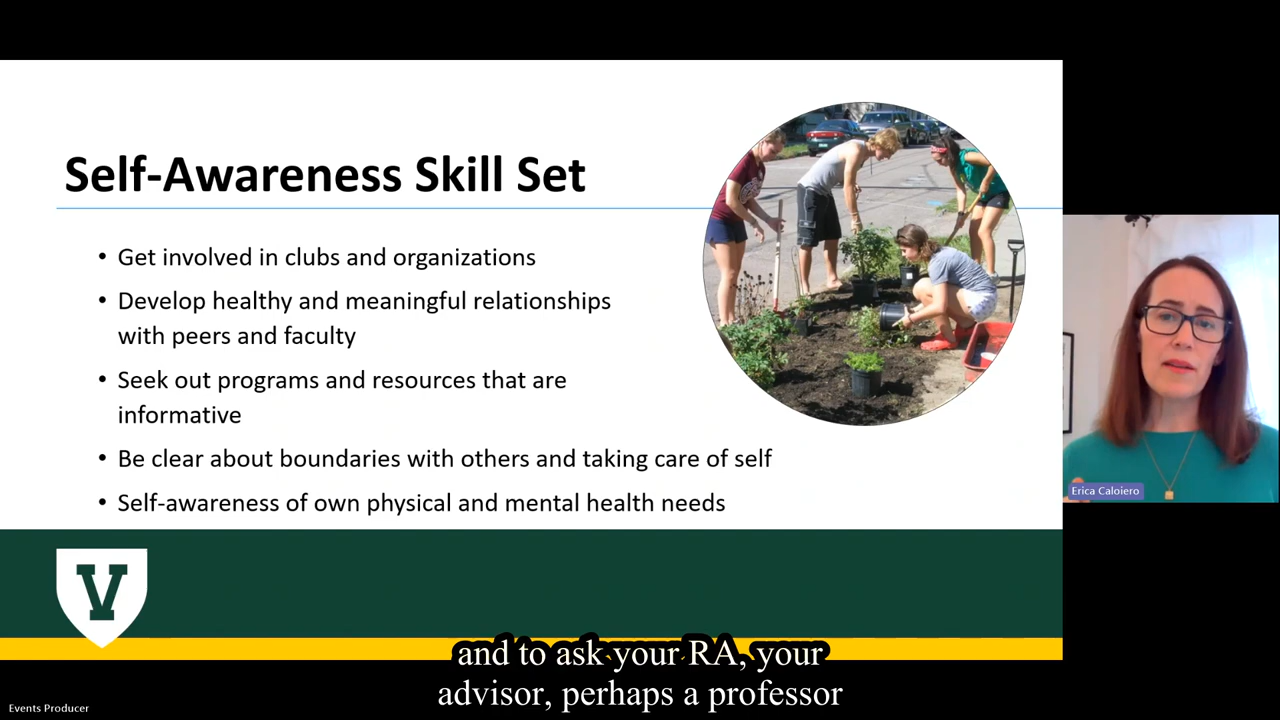 Self-Awareness Skill Set
• Get involved in clubs and organizations
• Develop healthy and meaningful relationships
with peers and faculty
• Seek out programs and resources that are
informative
• Be clear about boundaries with others and taking care of self
• Self-awareness of own physical and mental health needs
Erica Caloiero
V
and to ask your RA, your
advisor, perhaps a professor
Events Producer